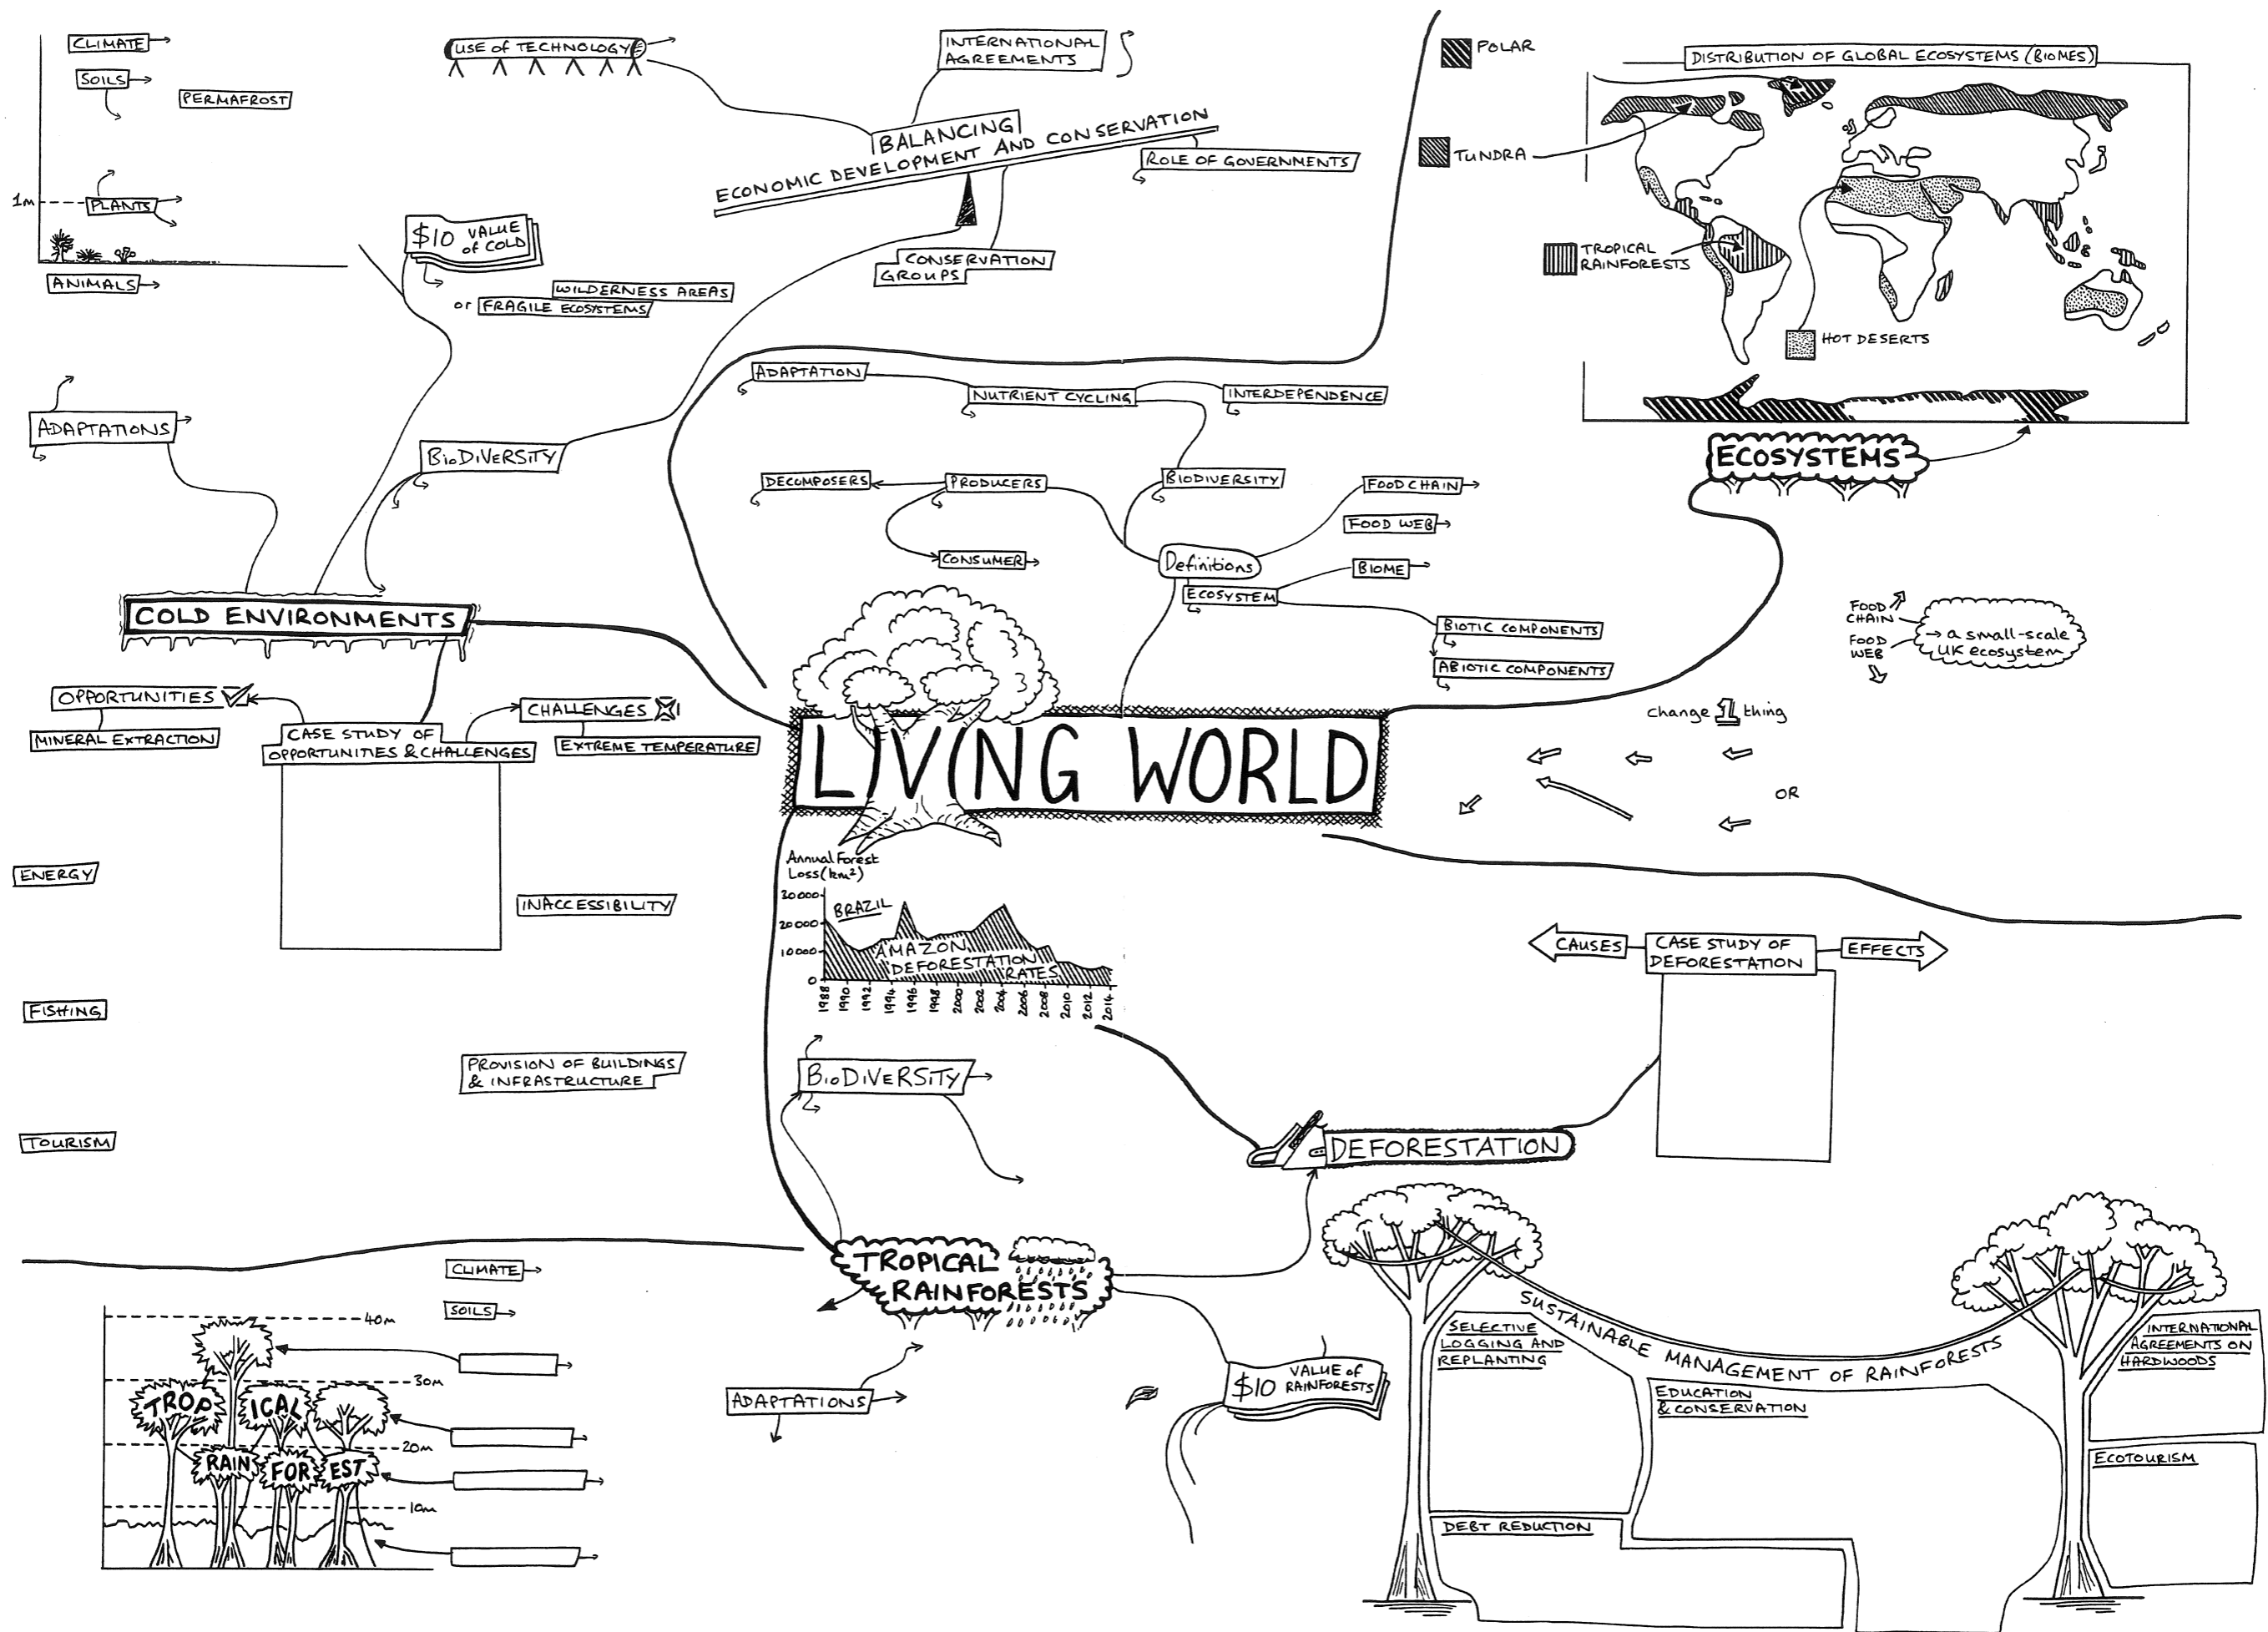 CLIMATE
SOILS
PERMAFROST
1m
PLANTS
ANIMALS
USE of TECHNOLOGY
INTERNATIONAL
AGREEMENTS
BALANCING
ECONOMIC DEVELOPMENT AND CONSERVATION
ROLE OF GOVERNMENTS
CONSERVATION
GROUPS
$10 VALUE
of COLD
WILDERNESS AREAS
or FRAGILE ECOSYSTEMS
ADAPTATIONS
BIODIVERSITY
COLD ENVIRONMENTS
OPPORTUNITIES
MINERAL EXTRACTION
CASE STUDY OF
OPPORTUNITIES & CHALLENGES
CHALLENGES
EXTREME TEMPERATURE
ENERGY
INACCESSIBILITY
FISHING
PROVISION OF BUILDINGS
& INFRASTRUCTURE
TOURISM
POLAR
DISTRIBUTION OF GLOBAL ECOSYSTEMS (BIOMES)
TUNDRA
TROPICAL
RAINFORESTS
HOT DESERTS
ECOSYSTEMS
ADAPTATION
NUTRIENT CYCLING
INTERDEPENDENCE
DECOMPOSERS
PRODUCERS
BIODIVERSITY
FOOD CHAIN
FOOD WEB
CONSUMER
Definitions
BIOME
ECOSYSTEM
BIOTIC COMPONENTS
ABIOTIC COMPONENTS
FOOD
CHAIN
FOOD
WEB
a small-scale
UK ecosystem
change 1 thing
OR
LIVING WORLD
Annual Forest
Loss (km²)
30000
20000
10000
0
BRAZIL
AMAZON
DEFORESTATION
RATES
1988 1990 1992 1994 1996 1998 2000 2002 2004 2006 2008 2010 2012 2014
BIODIVERSITY
CAUSES
CASE STUDY OF
DEFORESTATION
EFFECTS
DEFORESTATION
TROPICAL
RAINFORESTS
CLIMATE
SOILS
40m
30m
20m
10m
TROP ICAL
RAIN FOR EST
ADAPTATIONS
$10 VALUE of
RAINFORESTS
SUSTAINABLE MANAGEMENT OF RAINFORESTS
SELECTIVE
LOGGING AND
REPLANTING
EDUCATION
& CONSERVATION
INTERNATIONAL
AGREEMENTS ON
HARDWOODS
ECOTOURISM
DEBT REDUCTION